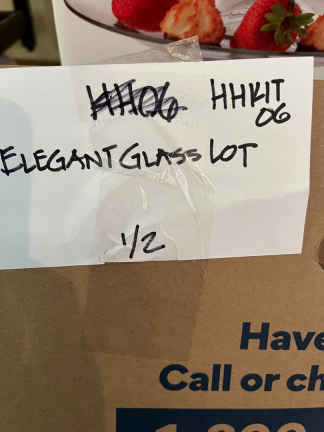 HH06 HHKIT
06
ELEGANT GLASS LOT
1/2
Have
Call or ch